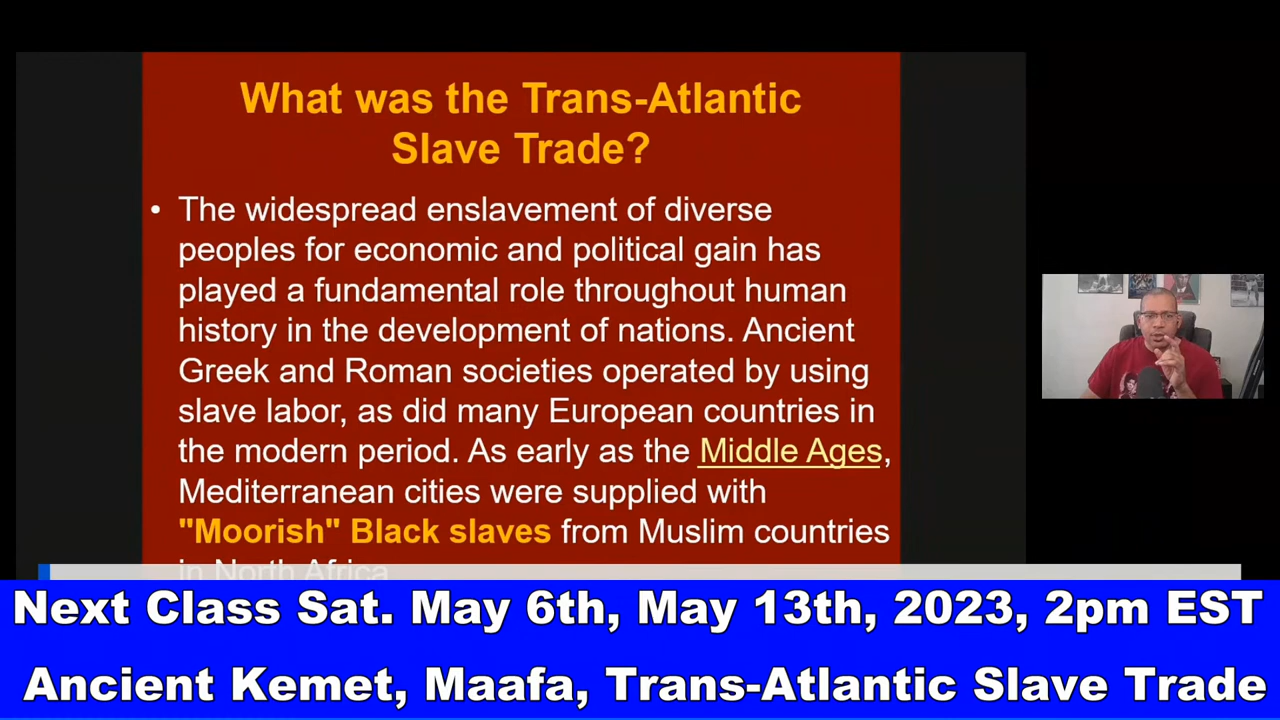 What was the Trans-Atlantic
Slave Trade?
• The widespread enslavement of diverse
peoples for economic and political gain has
played a fundamental role throughout human
history in the development of nations. Ancient
Greek and Roman societies operated by using
slave labor, as did many European countries in
the modern period. As early as the Middle Ages,
Mediterranean cities were supplied with
"Moorish" Black slaves from Muslim countries
in North Africa
Next Class Sat. May 6th, May 13th, 2023, 2pm EST
Ancient Kemet, Maafa, Trans-Atlantic Slave Trade